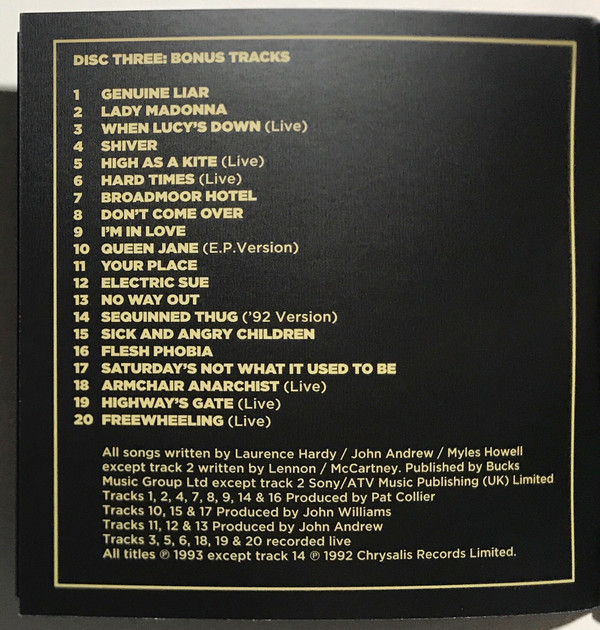 DISC THREE: BONUS TRACKS
1 GENUINE LIAR
2 LADY MADONNA
3 WHEN LUCY'S DOWN (Live)
4 SHIVER
5 HIGH AS A KITE (Live)
6 HARD TIMES (Live)
7 BROADMOOR HOTEL
8 DON'T COME OVER
9 I'M IN LOVE
10 QUEEN JANE (E.P.Version)
11 YOUR PLACE
12 ELECTRIC SUE
13 NO WAY OUT
14 SEQUINNED THUG ('92 Version)
15 SICK AND ANGRY CHILDREN
16 FLESH PHOBIA
17 SATURDAY'S NOT WHAT IT USED TO BE
18 ARMCHAIR ANARCHIST (Live)
19 HIGHWAY'S GATE (Live)
20 FREEWHEELING (Live)
All songs written by Laurence Hardy / John Andrew / Myles Howell
except track 2 written by Lennon / McCartney. Published by Bucks
Music Group Ltd except track 2 Sony/ATV Music Publishing (UK) Limited
Tracks 1, 2, 4, 7, 8, 9, 14 & 16 Produced by Pat Collier
Tracks 10, 15 & 17 Produced by John Williams
Tracks 11, 12 & 13 Produced by John Andrew
Tracks 3, 5, 6, 18, 19 & 20 recorded live
All titles ℗ 1993 except track 14 ℗ 1992 Chrysalis Records Limited.